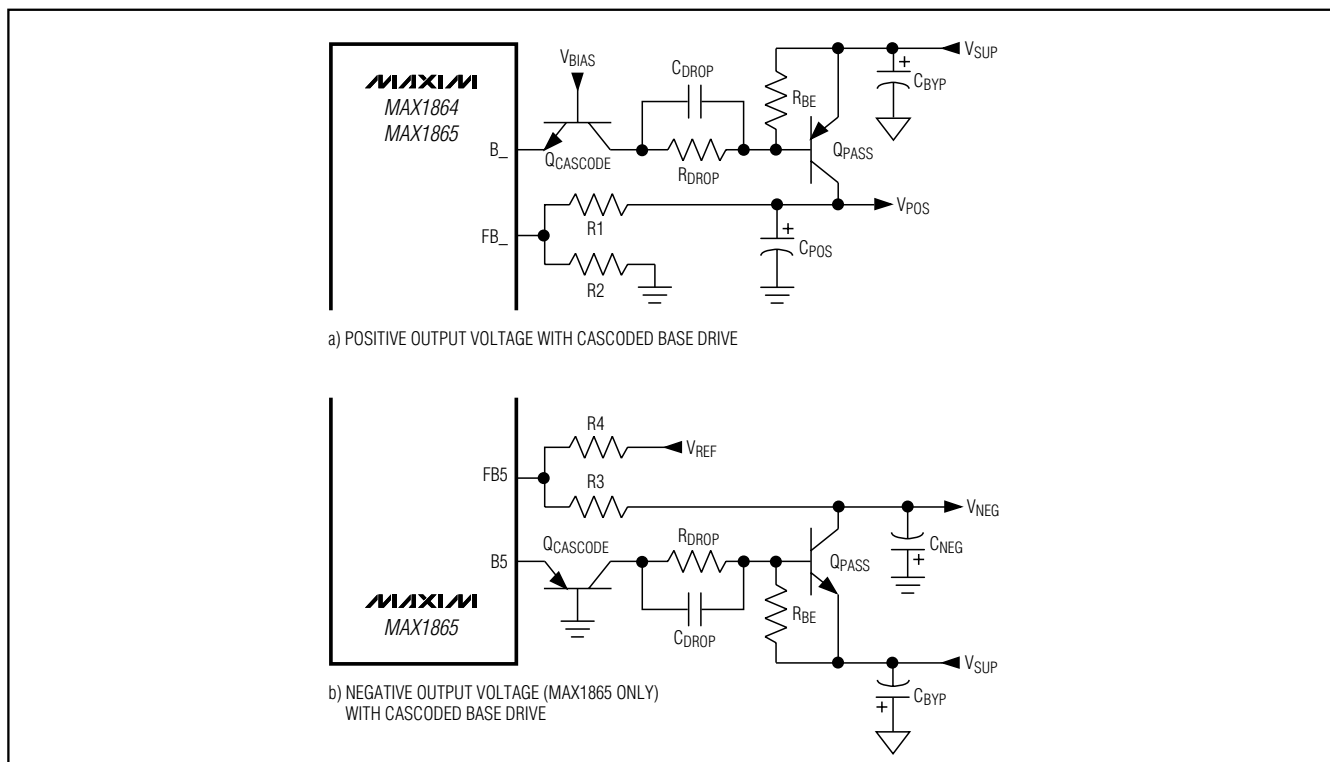 MAXIM
MAX1864
MAX1865
B_
FB_
VBIAS
QCASCODE
CDROP
RDROP
RBE
QPASS
VSUP
+
CBYP
R1
R2
VPOS
+
CPOS
a) POSITIVE OUTPUT VOLTAGE WITH CASCODED BASE DRIVE
FB5
B5
MAXIM
MAX1865
R4
VREF
R3
QCASCODE
RDROP
CDROP
RBE
QPASS
VNEG
CNEG
+
VSUP
CBYP
+
b) NEGATIVE OUTPUT VOLTAGE (MAX1865 ONLY)
WITH CASCODED BASE DRIVE